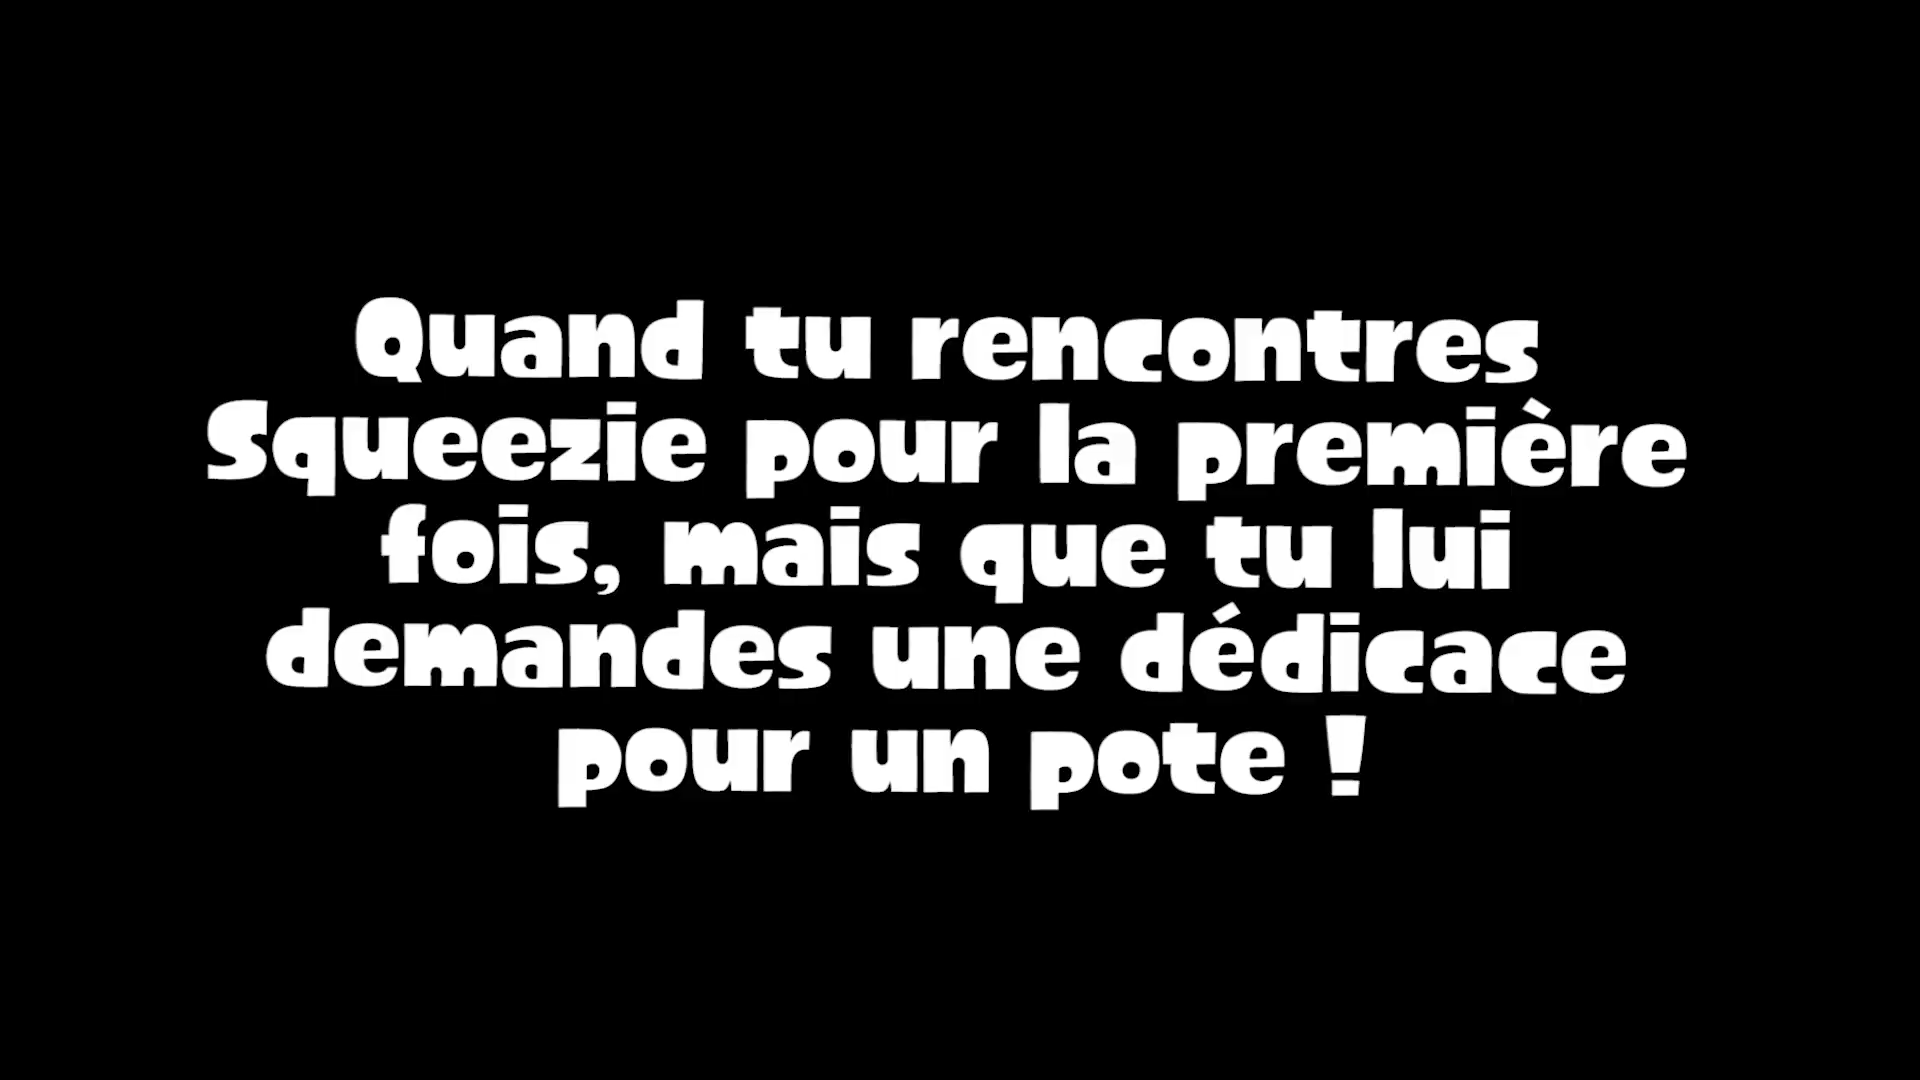 Quand tu rencontres
Squeezie pour la première
fois, mais que tu lui
demandes une dédicace
pour un pote !